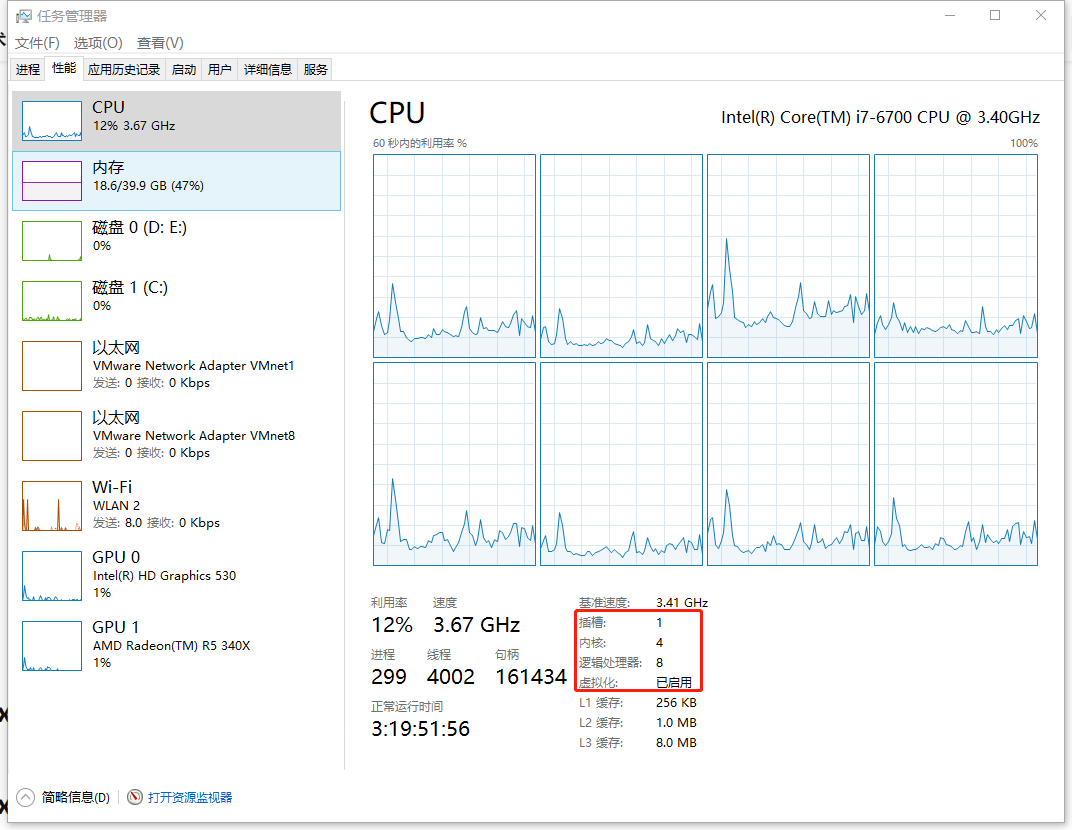 任务管理器
文件(F) 选项(O) 查看(V)
进程 性能 应用历史记录 启动 用户 详细信息 服务
CPU
12% 3.67 GHz
内存
18.6/39.9 GB (47%)
磁盘 0 (D: E:)
0%
磁盘 1 (C:)
0%
以太网
VMware Network Adapter VMnet1
发送: 0 接收: 0 Kbps
以太网
VMware Network Adapter VMnet8
发送: 0 接收: 0 Kbps
Wi-Fi
WLAN 2
发送: 8.0 接收: 0 Kbps
GPU 0
Intel(R) HD Graphics 530
1%
GPU 1
AMD Radeon(TM) R5 340X
1%
CPU
Intel(R) Core(TM) i7-6700 CPU @ 3.40GHz
60 秒内的利用率 %
100%
利用率 速度
12% 3.67 GHz
进程 线程 句柄
299 4002 161434
正常运行时间
3:19:51:56
基准速度: 3.41 GHz
插槽: 1
内核: 4
逻辑处理器: 8
虚拟化: 已启用
L1 缓存: 256 KB
L2 缓存: 1.0 MB
L3 缓存: 8.0 MB
简略信息(D)
打开资源监视器